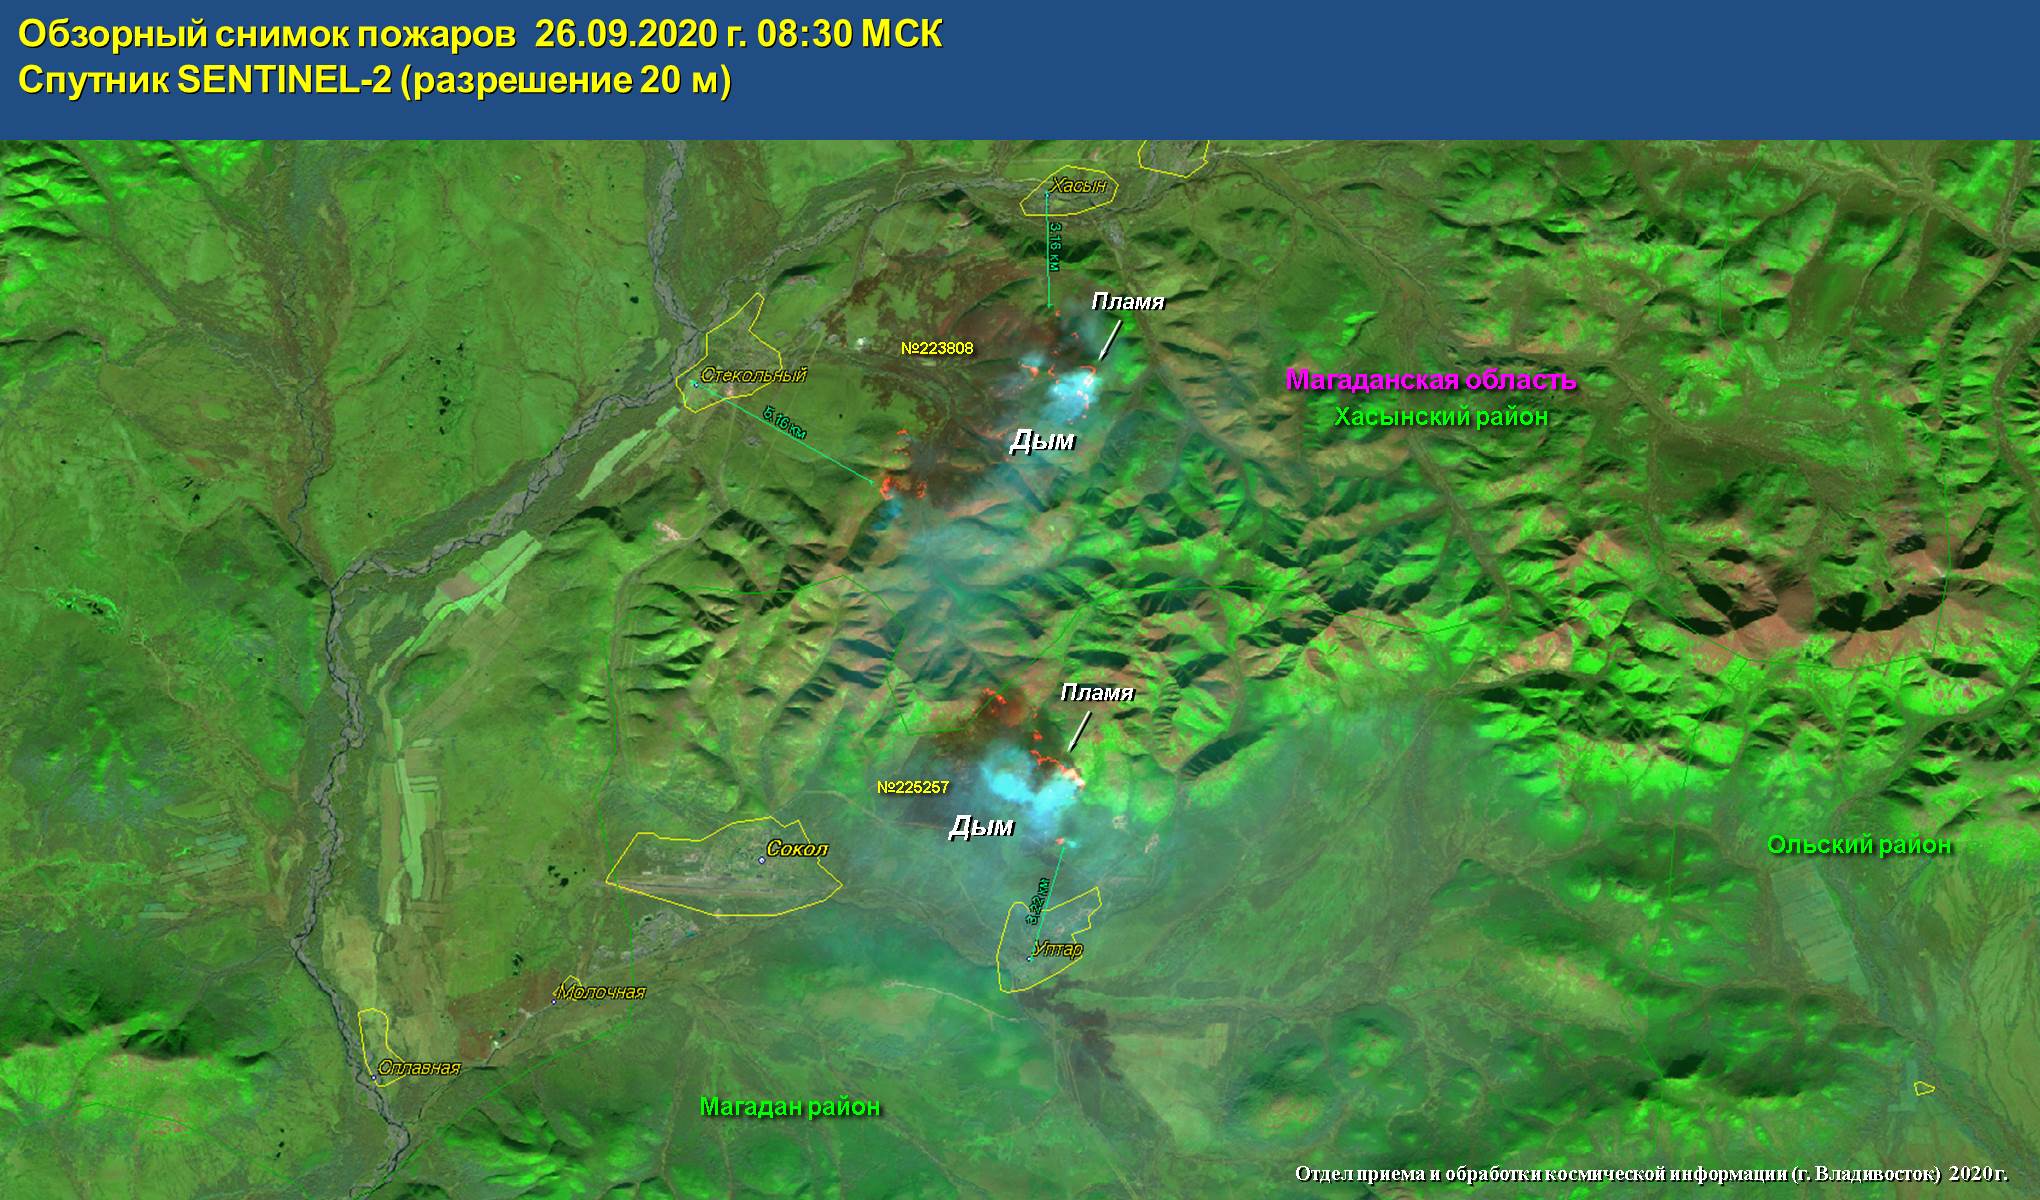 Обзорный снимок пожаров 26.09.2020 г. 08:30 МСК
Спутник SENTINEL-2 (разрешение 20 м)
Хасын
3.16 км
Пламя
№223808
Стекольный
Магаданская область
Хасынский район
5.16 км
Дым
Пламя
№225257
Дым
Сокол
Ольский район
Уптар
Молочная
Сплавная
Магадан район
Отдел приема и обработки космической информации (г. Владивосток) 2020 г.